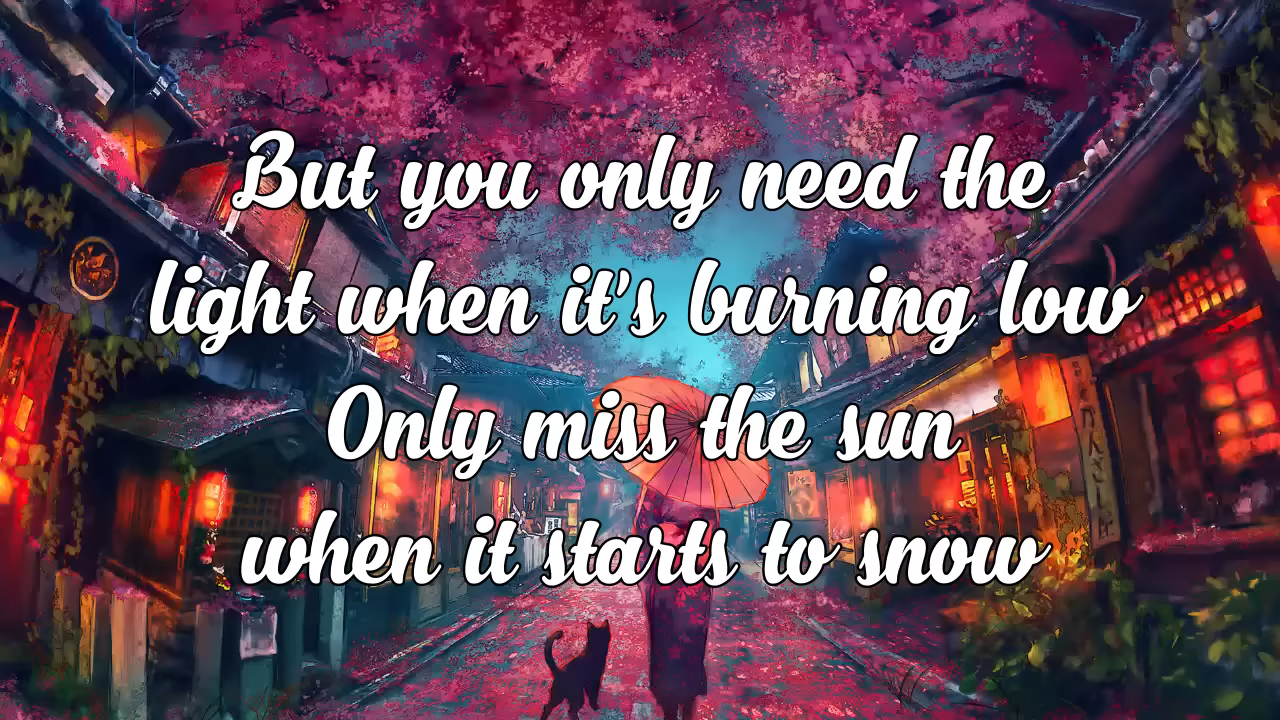 But you only need the
light when it's burning low
Only miss the sun
when it starts to snow